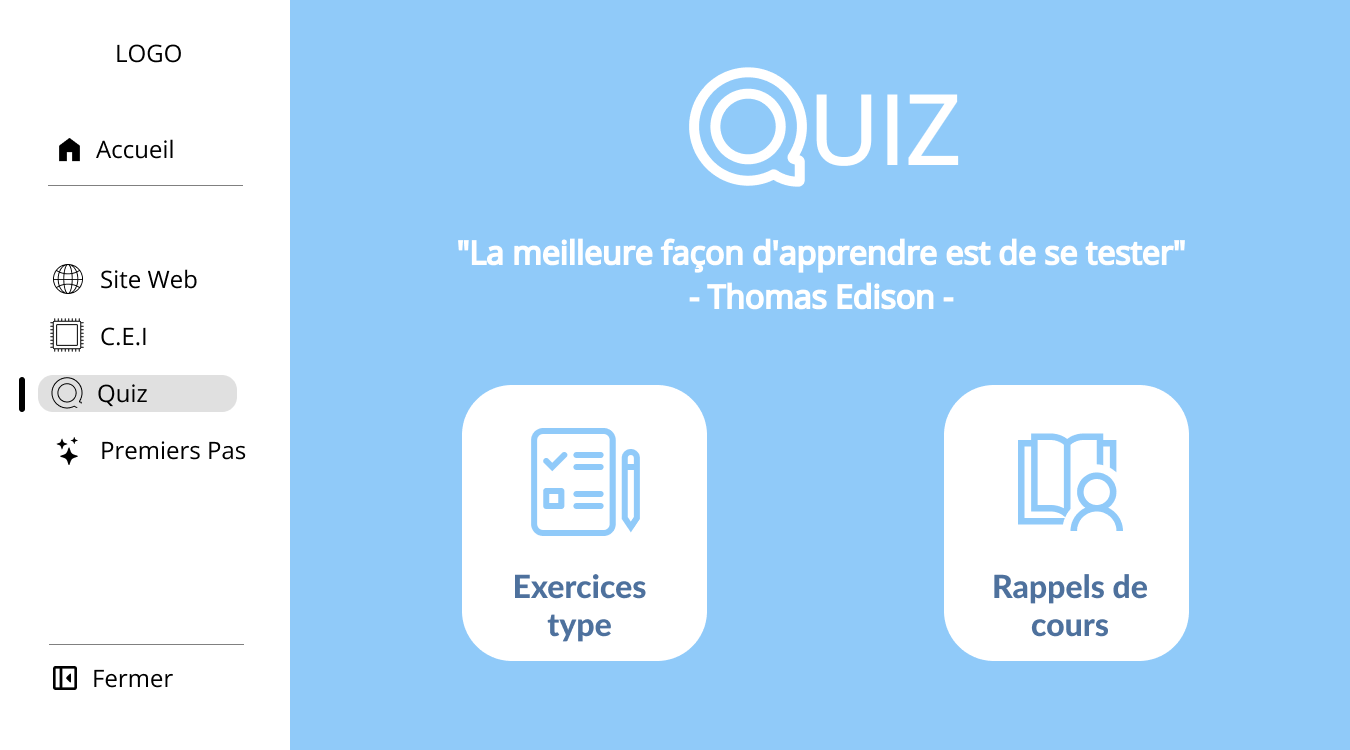 LOGO
Accueil
Site Web
C.E.I
Quiz
Premiers Pas
Fermer
QUIZ
"La meilleure façon d'apprendre est de se tester"
- Thomas Edison -
Exercices
type
Rappels de
cours